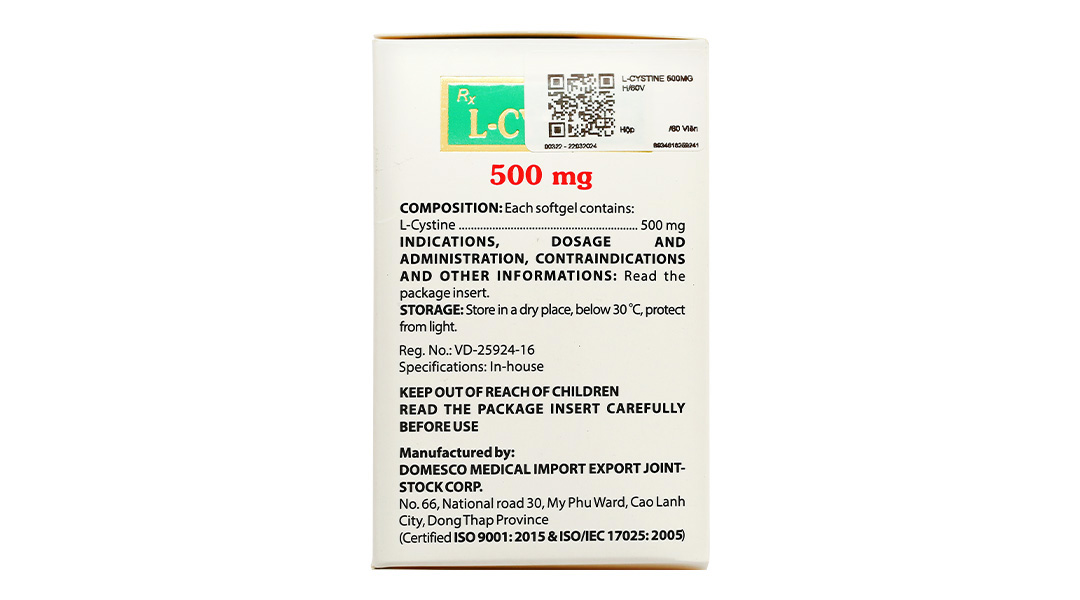 Rx
L-C
L-CYSTINE 500MG
H/60V
Hộp /60 Viên
00322 - 22032024
500 mg
COMPOSITION: Each softgel contains:
L-Cystine ............................................................ 500 mg
INDICATIONS, DOSAGE AND
ADMINISTRATION, CONTRAINDICATIONS
AND OTHER INFORMATIONS: Read the
package insert.
STORAGE: Store in a dry place, below 30 °C, protect
from light.
Reg. No.: VD-25924-16
Specifications: In-house
KEEP OUT OF REACH OF CHILDREN
READ THE PACKAGE INSERT CAREFULLY
BEFORE USE
Manufactured by:
DOMESCO MEDICAL IMPORT EXPORT JOINT-
STOCK CORP.
No. 66, National road 30, My Phu Ward, Cao Lanh
City, Dong Thap Province
(Certified ISO 9001: 2015 & ISO/IEC 17025: 2005)